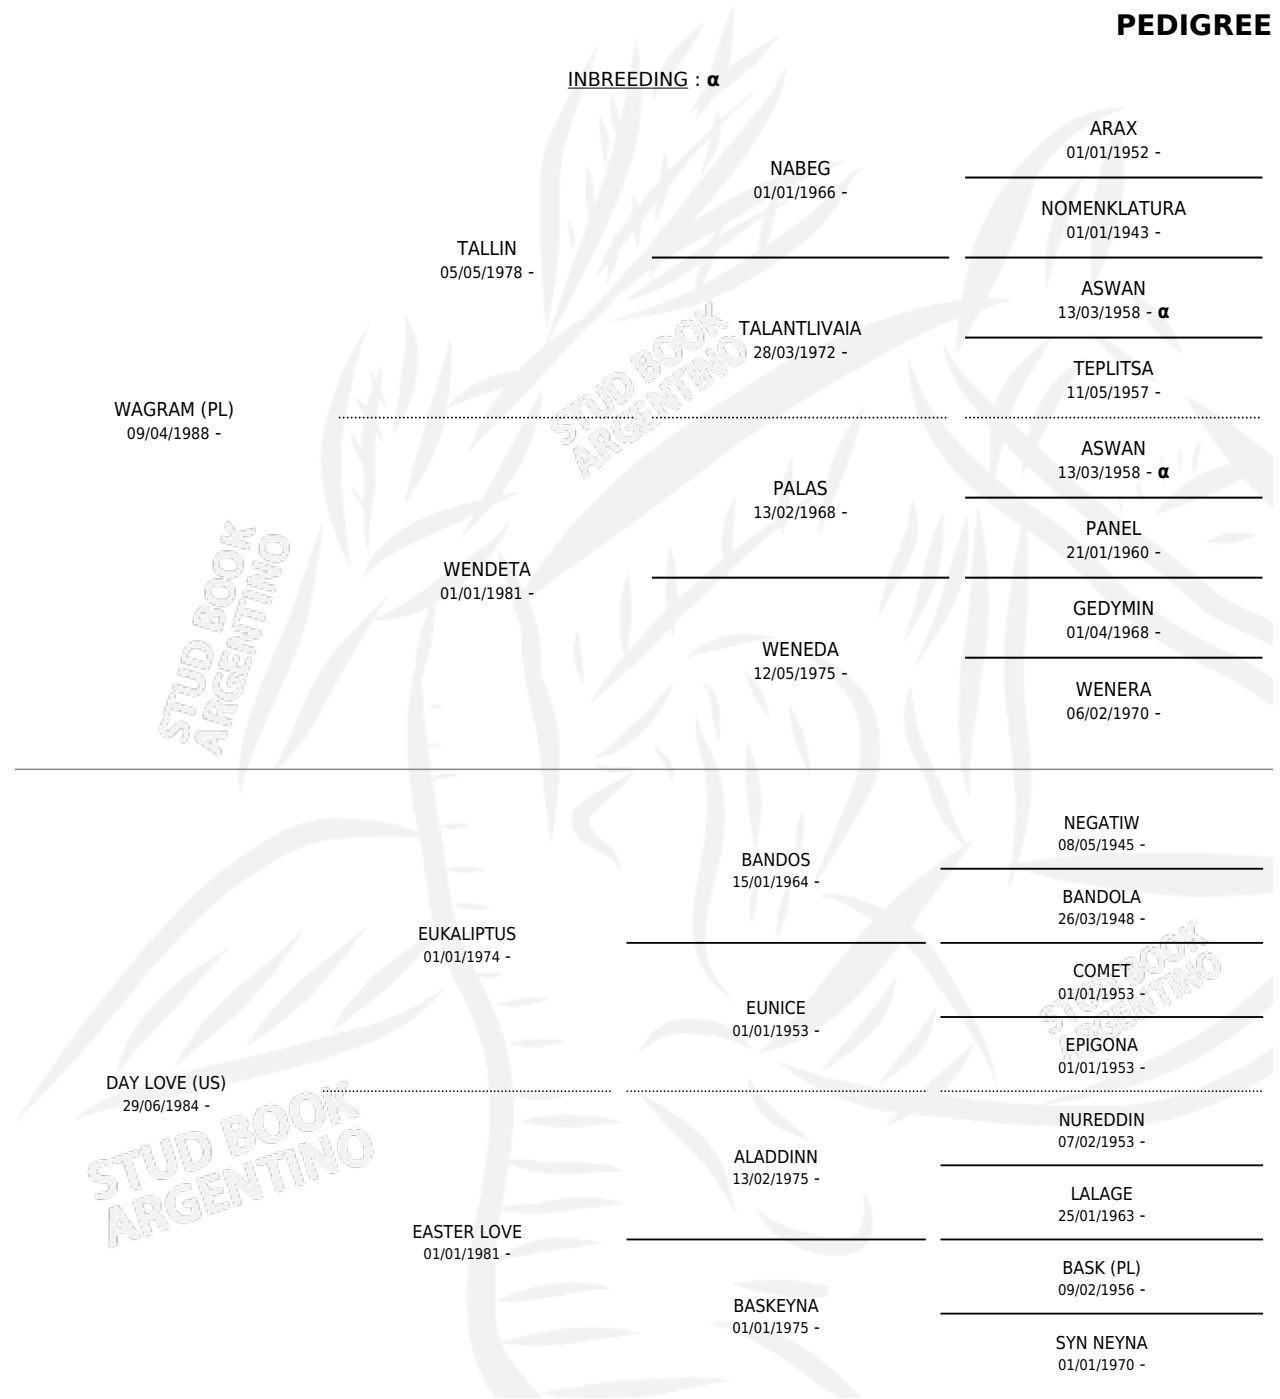 PEDIGREE
INBREEDING : α
ARAX
01/01/1952 -
NABEG
01/01/1966 -
NOMENKLATURA
01/01/1943 -
TALLIN
05/05/1978 -
ASWAN
13/03/1958 - α
TALANTLIVAIA
28/03/1972 -
TEPLITSA
11/05/1957 -
WAGRAM (PL)
09/04/1988 -
ASWAN
13/03/1958 - α
PALAS
13/02/1968 -
PANEL
21/01/1960 -
WENDETA
01/01/1981 -
GEDYMIN
01/04/1968 -
WENEDA
12/05/1975 -
WENERA
06/02/1970 -
NEGATIW
08/05/1945 -
BANDOS
15/01/1964 -
BANDOLA
26/03/1948 -
EUKALIPTUS
01/01/1974 -
COMET
01/01/1953 -
EUNICE
01/01/1953 -
EPIGONA
01/01/1953 -
DAY LOVE (US)
29/06/1984 -
NUREDDIN
07/02/1953 -
ALADDINN
13/02/1975 -
LALAGE
25/01/1963 -
EASTER LOVE
01/01/1981 -
BASK (PL)
09/02/1956 -
BASKEYNA
01/01/1975 -
SYN NEYNA
01/01/1970 -
STUD BOOK
ARGENTINO
STUD BOOK
ARGENTINO
STUD BOOK
ARGENTINO
STUD BOOK
ARGENTINO